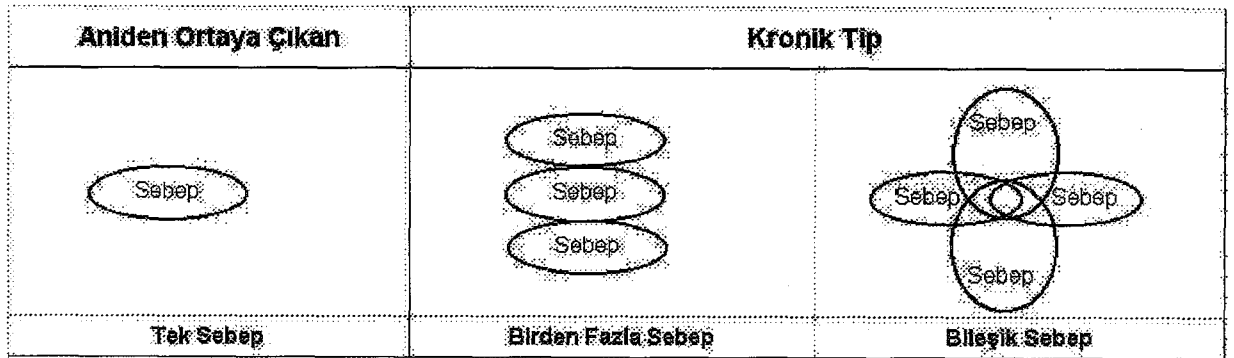 Aniden Ortaya Çıkan
Kronik Tip
Sebep
Sebep
Sebep
Sebep
Sebep
Sebep
Sebep
Sebep
Tek Sebep
Birden Fazla Sebep
Bileşik Sebep